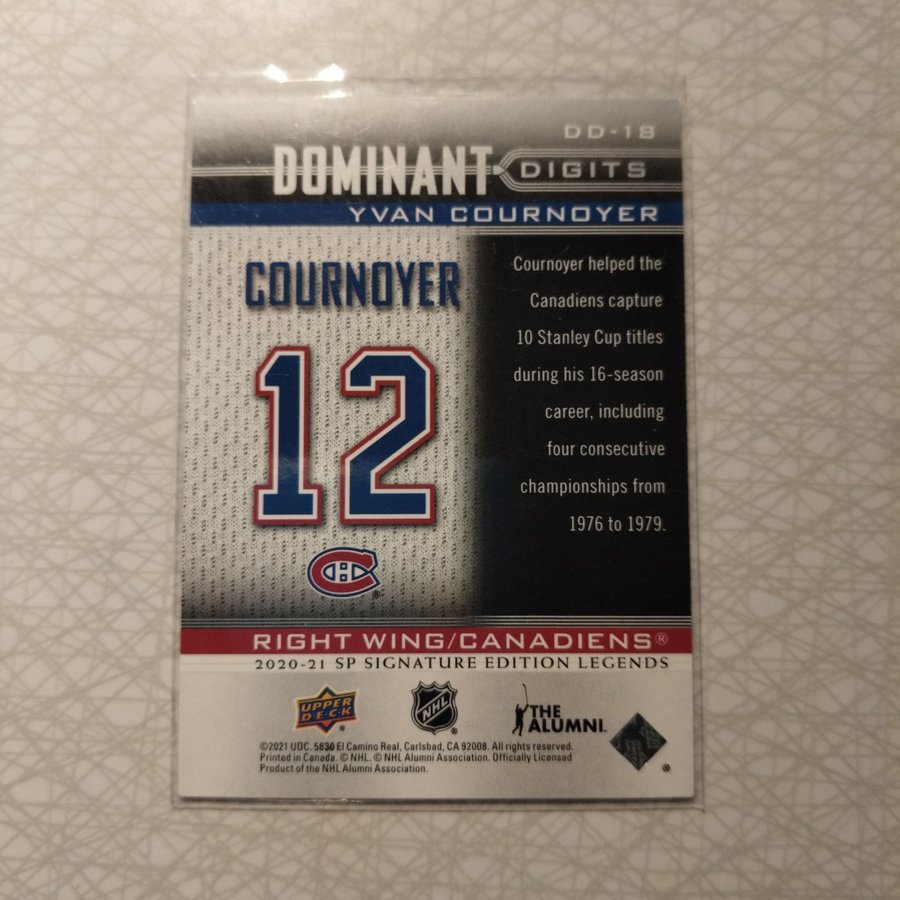 DD-18
DOMINANT DIGITS
YVAN COURNOYER
COURNOYER
12
Cournoyer helped the
Canadiens capture
10 Stanley Cup titles
during his 16-season
career, including
four consecutive
championships from
1976 to 1979.
CH®
RIGHT WING/CANADIENS®
2020-21 SP SIGNATURE EDITION LEGENDS
UPPER
DECK®
NHL®
THE
ALUMNI
©2021 UDC. 5830 El Camino Real, Carlsbad, CA 92008. All rights reserved.
Printed in Canada. © NHL. © NHL Alumni Association. Officially Licensed
Product of the NHL Alumni Association.